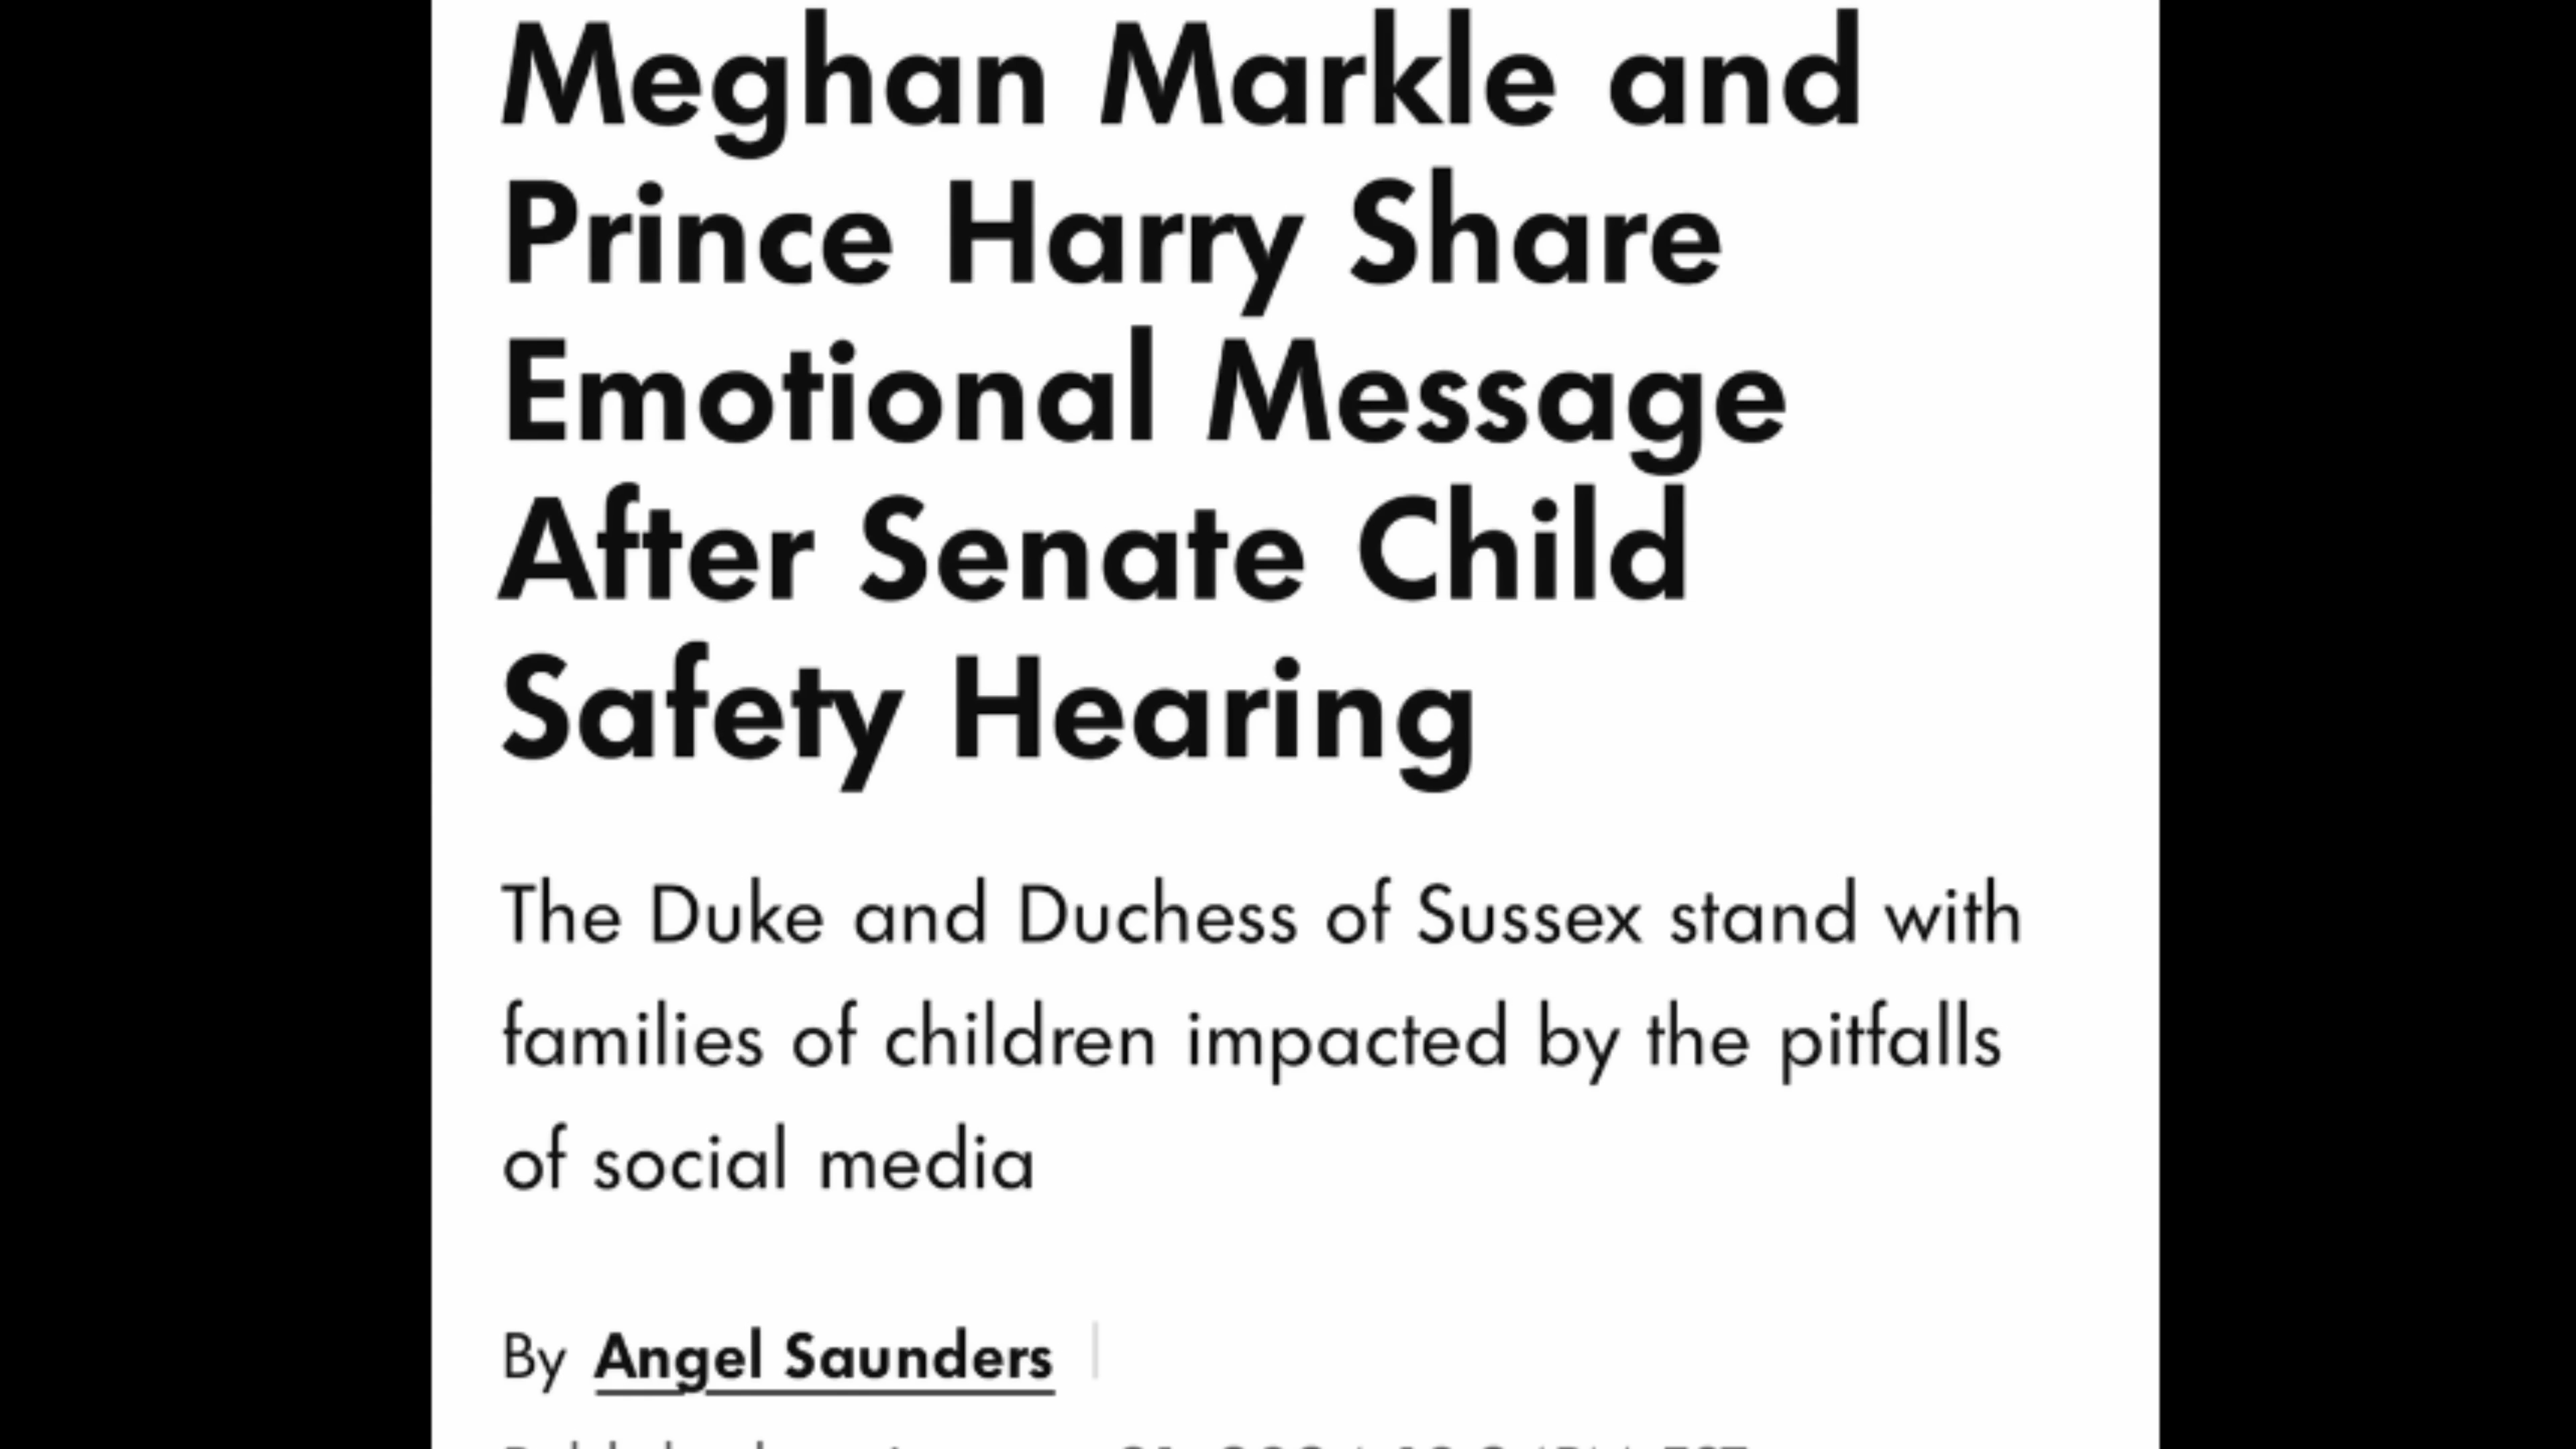 Meghan Markle and
Prince Harry Share
Emotional Message
After Senate Child
Safety Hearing
The Duke and Duchess of Sussex stand with
families of children impacted by the pitfalls
of social media
By Angel Saunders